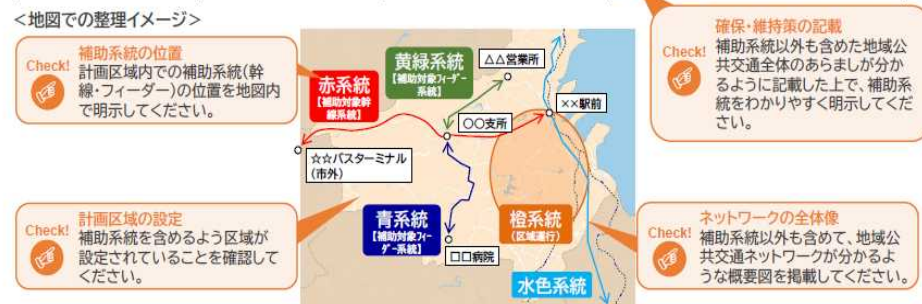 ＜地図での整理イメージ＞
Check!
補助系統の位置
計画区域内での補助系統(幹
線・フィーダー)の位置を地図内
で明示してください。
Check!
確保・維持策の記載
補助系統以外も含めた地域公
共交通全体のあらましが分か
るように記載した上で、補助系
統をわかりやすく明示してくだ
さい。
黄緑系統
【補助対象フィーダー
系統】
△△営業所
赤系統
【補助対象幹
線系統】
××駅前
〇〇支所
☆☆バスターミナル
(市外)
Check!
計画区域の設定
補助系統を含めるよう区域が
設定されていることを確認して
ください。
青系統
【補助対象フィー
ダー系統】
橙系統
(区域運行)
□□病院
水色系統
Check!
ネットワークの全体像
補助系統以外も含めて、地域公
共交通ネットワークが分かるよ
うな概要図を掲載してください。